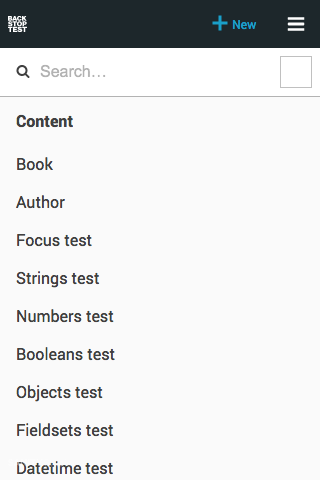 BACK
STOP
TEST
New
Search…
Content
Book
Author
Focus test
Strings test
Numbers test
Booleans test
Objects test
Fieldsets test
Datetime test